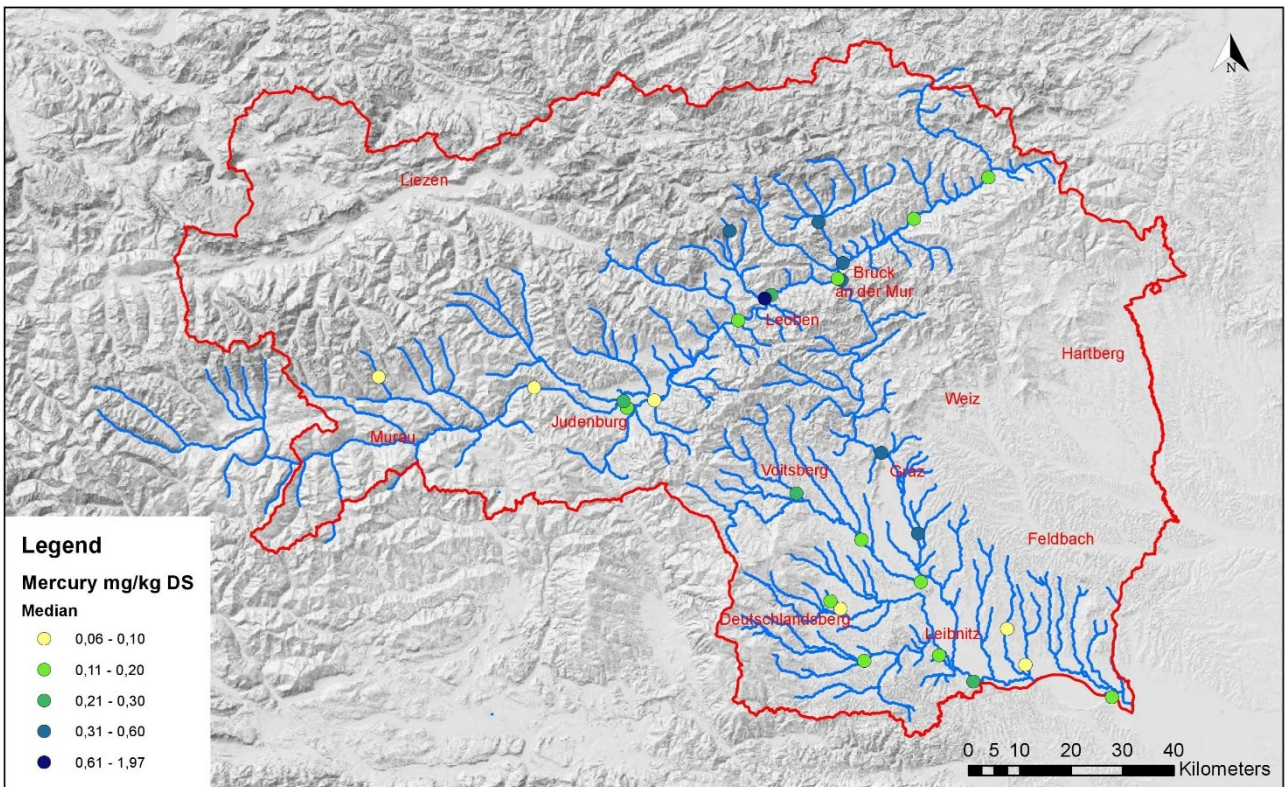 N
Liezen
Bruck
an der Mur
Leoben
Hartberg
Weiz
Judenburg
Murau
Voitsberg
Graz
Feldbach
Deutschlandsberg
Leibnitz
Legend
Mercury mg/kg DS
Median
0,06 - 0,10
0,11 - 0,20
0,21 - 0,30
0,31 - 0,60
0,61 - 1,97
0 5 10 20 30 40
Kilometers